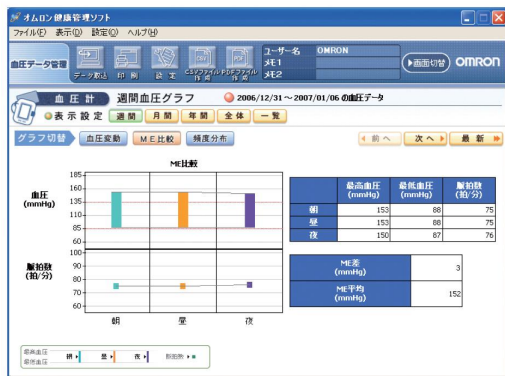 オムロン健康管理ソフト
ファイル(F) 表示(D) 設定(O) ヘルプ(H)
血圧データ管理
データ取込 印刷 設定 CSVファイル作成 PDFファイル作成
ユーザー名 OMRON
メモ1
メモ2
画面切替
OMRON
血圧計 週間血圧グラフ 2006/12/31～2007/01/06 の血圧データ
表示設定 週間 月間 年間 全体 一覧
グラフ切替 血圧変動 ME比較 頻度分布 前へ 次へ 最新
ME比較
血圧
(mmHg)
185
160
135
110
85
60
脈拍数
(拍/分)
100
90
80
70
60
朝 昼 夜
最高血圧 (mmHg) 最低血圧 (mmHg) 脈拍数 (拍/分)
朝 153 88 75
昼 153 88 75
夜 150 87 76
ME差 (mmHg) 3
ME平均 (mmHg) 152
最高血圧
最低血圧
朝 昼 夜 脈拍数